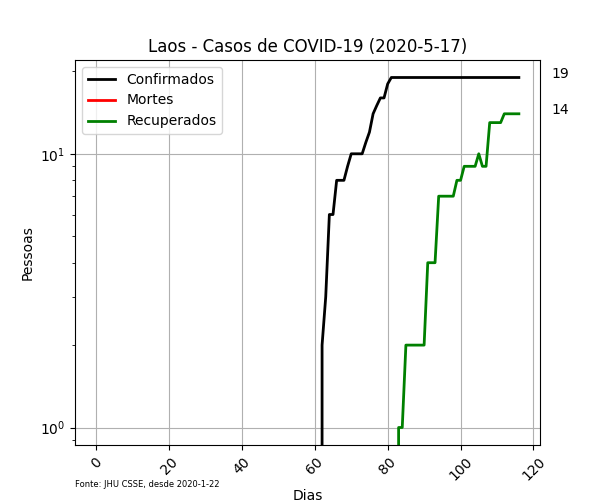 Laos - Casos de COVID-19 (2020-5-17)
Confirmados
Mortes
Recuperados
19
14
10¹
10⁰
Pessoas
0 20 40 60 80 100 120
Fonte: JHU CSSE, desde 2020-1-22
Dias